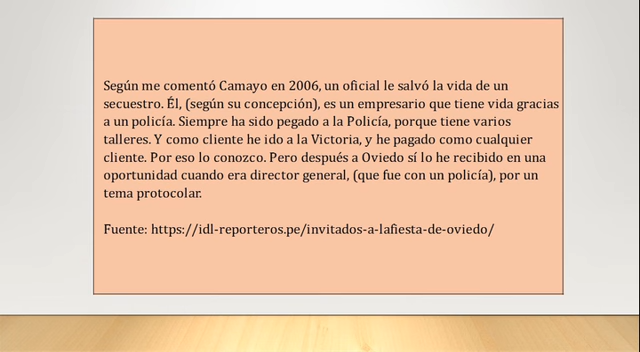 Según me comentó Camayo en 2006, un oficial le salvó la vida de un
secuestro. Él, (según su concepción), es un empresario que tiene vida gracias
a un policía. Siempre ha sido pegado a la Policía, porque tiene varios
talleres. Y como cliente he ido a la Victoria, y he pagado como cualquier
cliente. Por eso lo conozco. Pero después a Oviedo sí lo he recibido en una
oportunidad cuando era director general, (que fue con un policía), por un
tema protocolar.
Fuente: https://idl-reporteros.pe/invitados-a-lafiesta-de-oviedo/